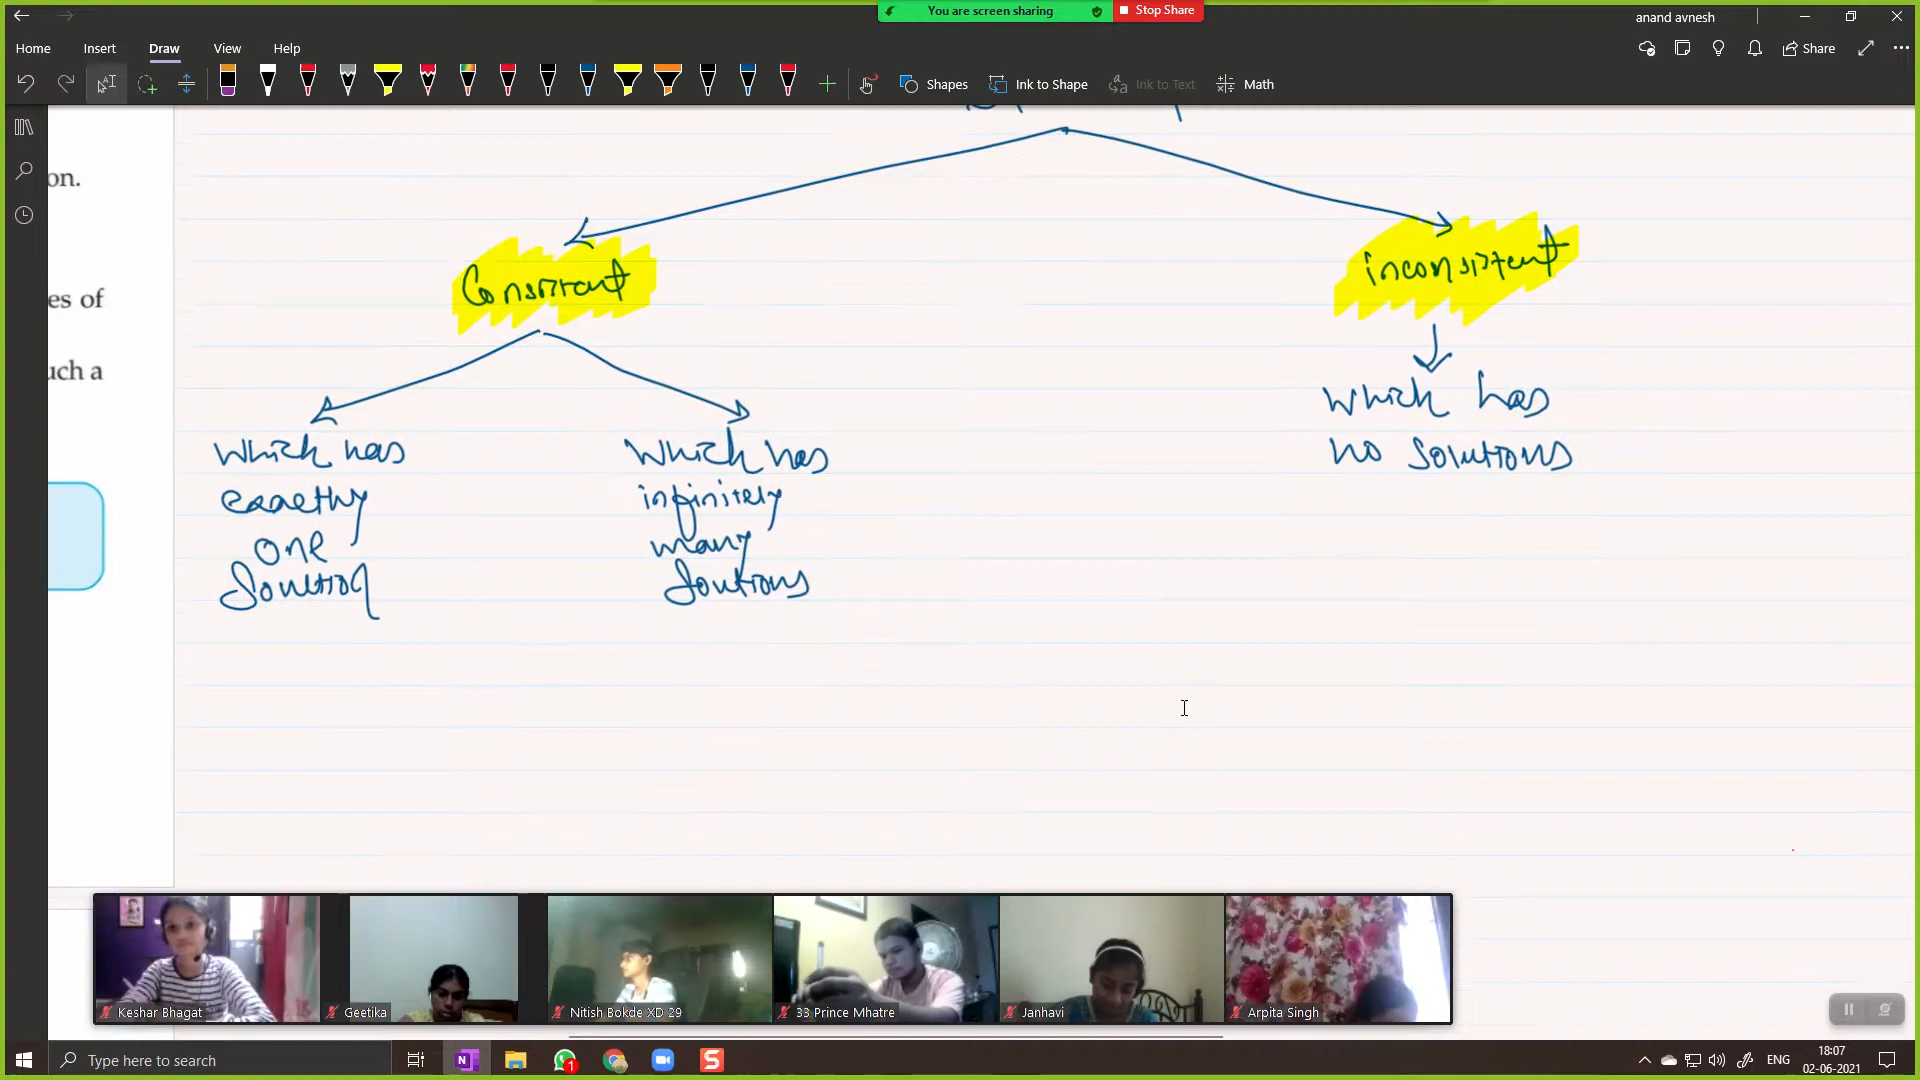 You are screen sharing
Stop Share
anand avnesh
Home Insert Draw View Help
Share
Shapes Ink to Shape Ink to Text Math
on.
es of
uch a
Consistent
inconsistent
which has
exactly
one
Solution
which has
infinitely
many
Solutions
which has
no solutions
Keshar Bhagat
Geetika
Nitish Bokde XD 29
33 Prince Mhatre
Janhavi
Arpita Singh
Type here to search
N
1
S
ENG
18:07
02-06-2021